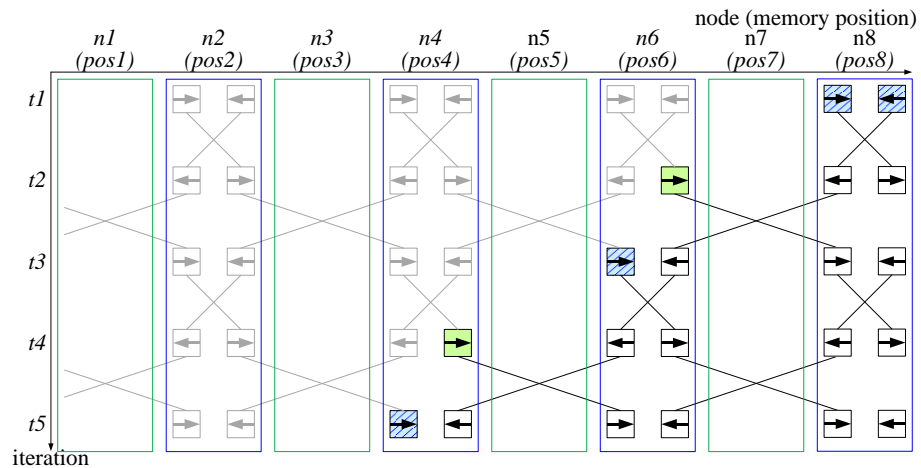 node (memory position)
n1 n2 n3 n4 n5 n6 n7 n8
(pos1) (pos2) (pos3) (pos4) (pos5) (pos6) (pos7) (pos8)
t1
t2
t3
t4
t5
iteration